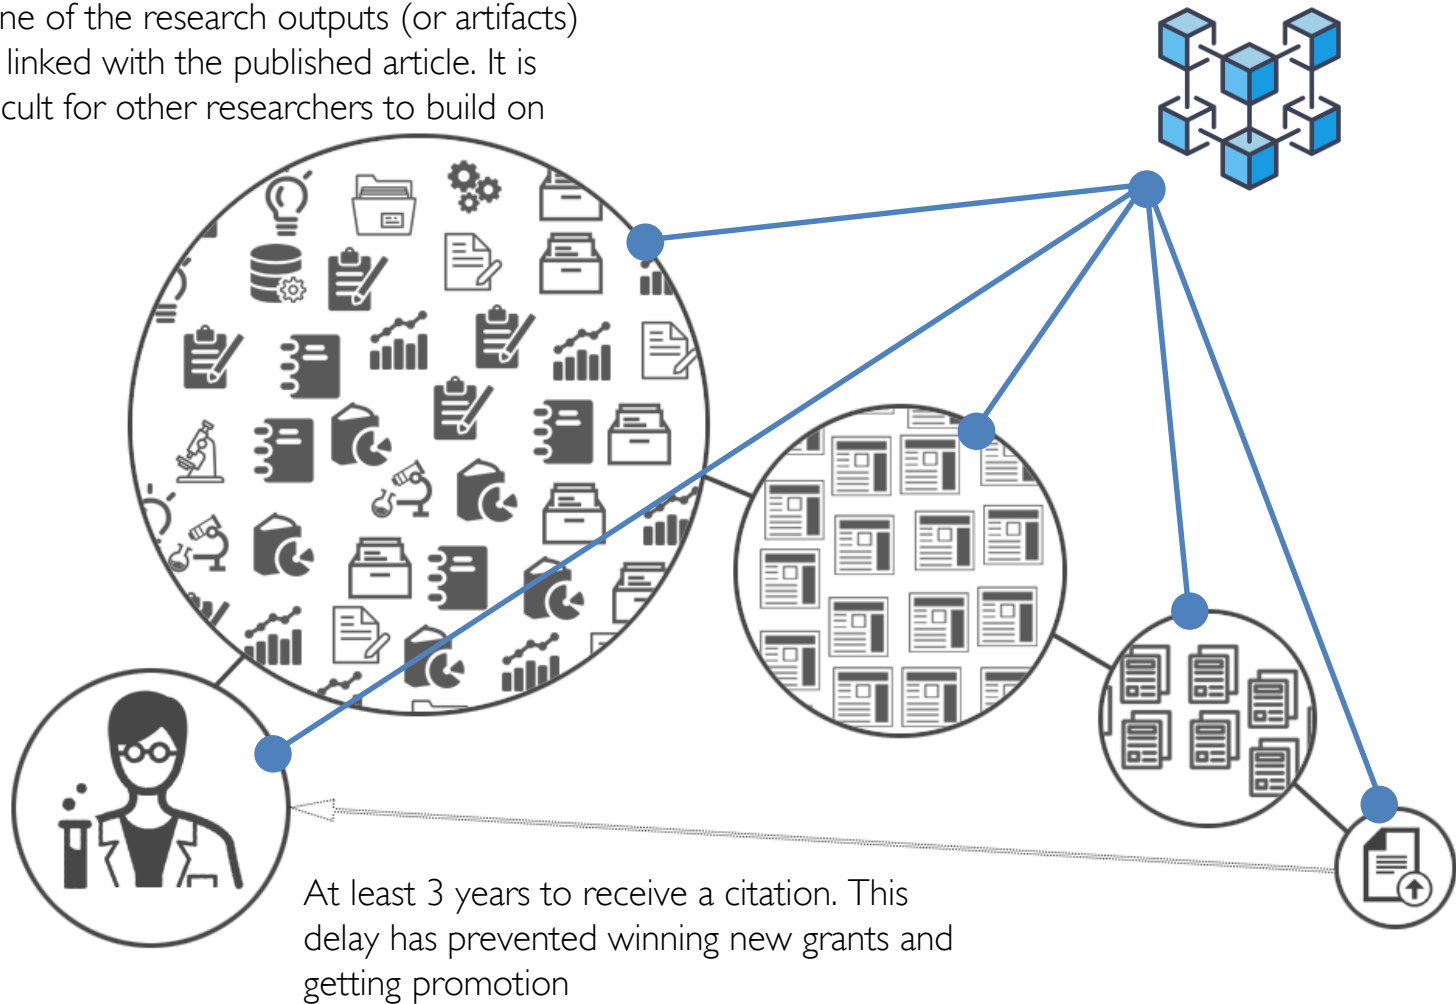 ne of the research outputs (or artifacts)
linked with the published article. It is
cult for other researchers to build on
At least 3 years to receive a citation. This
delay has prevented winning new grants and
getting promotion